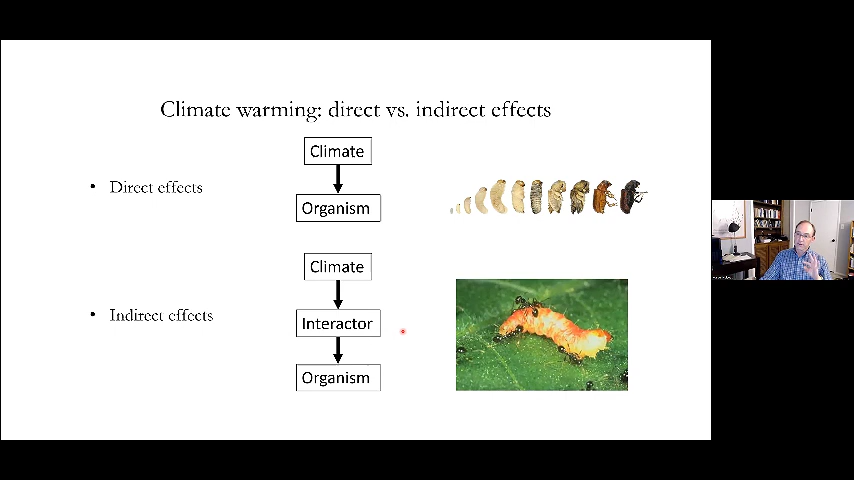 Climate warming: direct vs. indirect effects
Climate
• Direct effects
Organism
Climate
• Indirect effects
Interactor
Organism